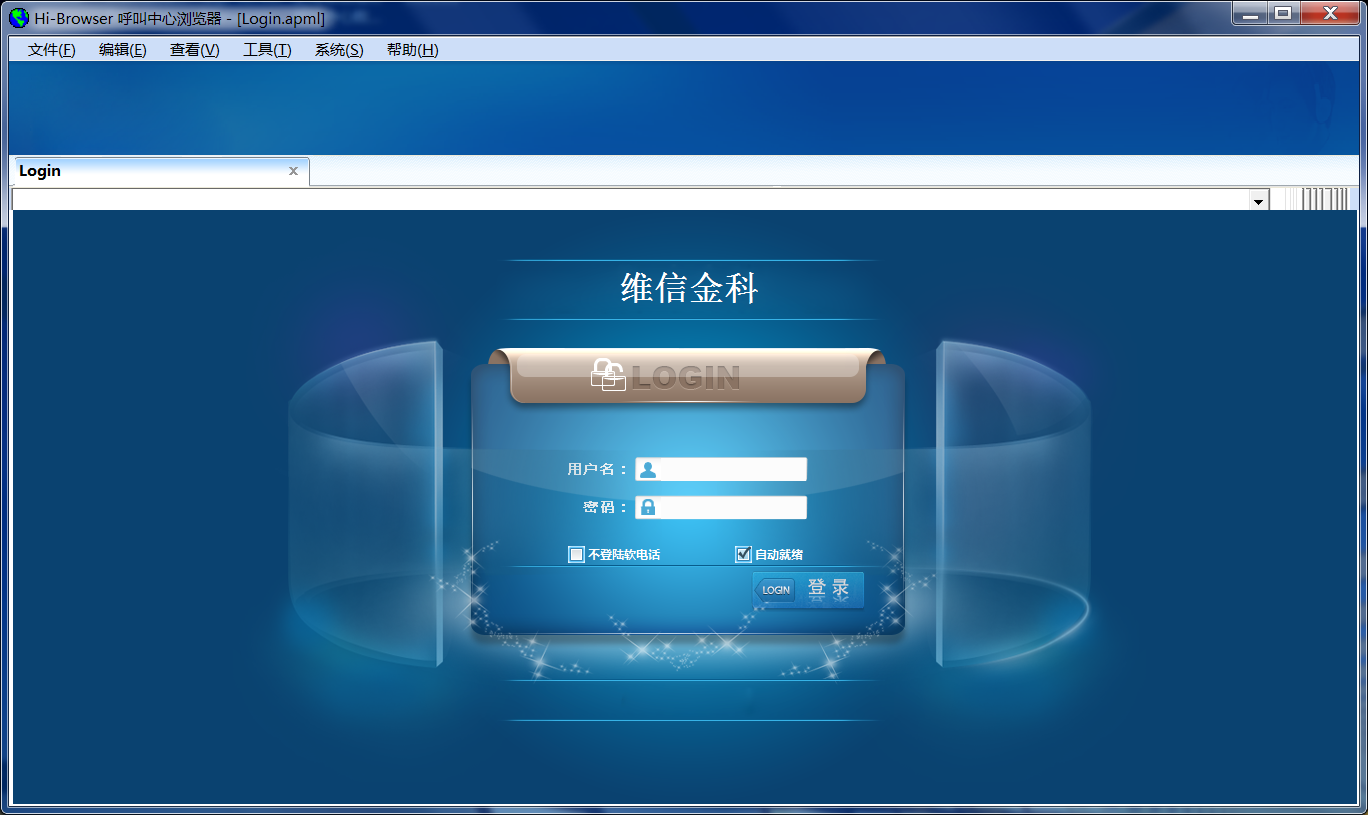 Hi-Browser 呼叫中心浏览器 - [Login.apml]
文件(F) 编辑(E) 查看(V) 工具(T) 系统(S) 帮助(H)
Login x
维信金科
LOGIN
用户名：
密码：
不登陆软电话 自动就绪
LOGIN 登录